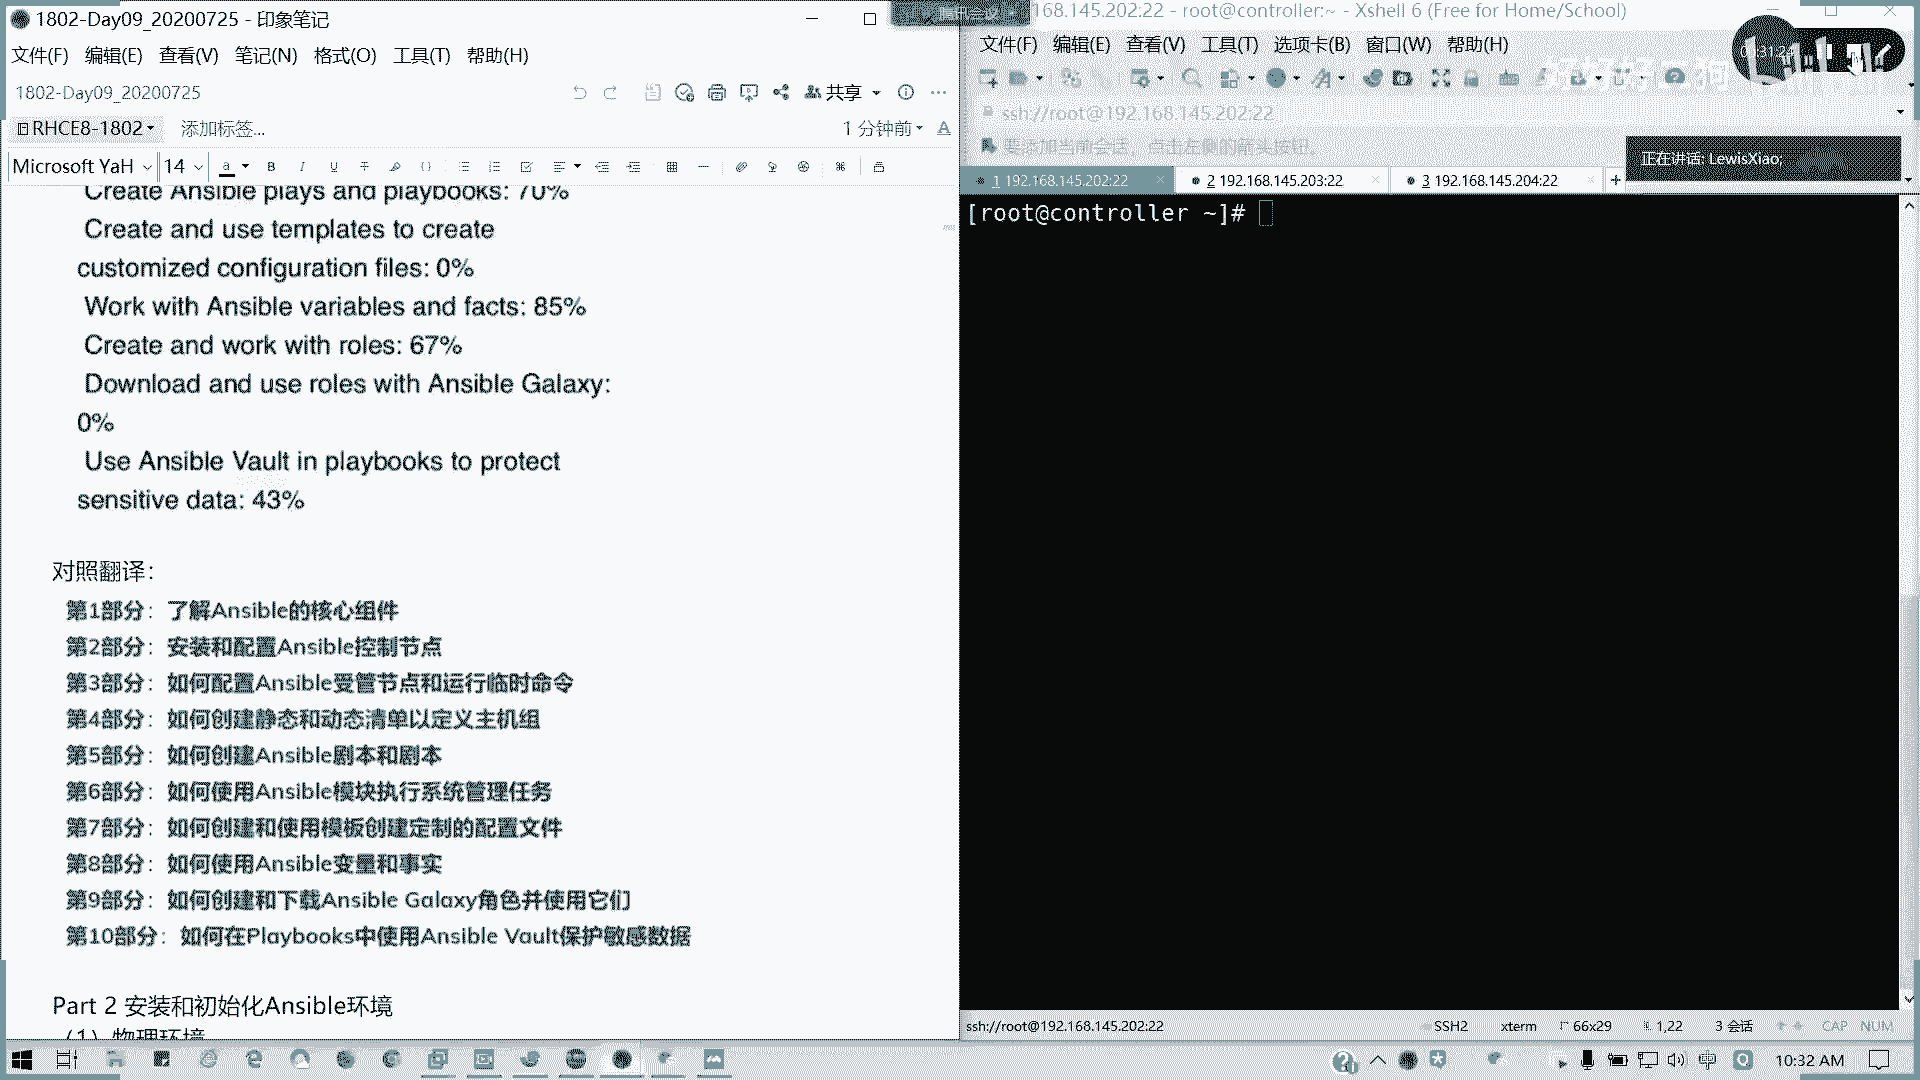 1802-Day09_20200725 - 印象笔记
文件(F) 编辑(E) 查看(V) 笔记(N) 格式(O) 工具(T) 帮助(H)
1802-Day09_20200725
共享
RHCE8-1802
添加标签...
1 分钟前
Microsoft YaH 14
Create Ansible plays and playbooks: 70%
Create and use templates to create
customized configuration files: 0%
Work with Ansible variables and facts: 85%
Create and work with roles: 67%
Download and use roles with Ansible Galaxy:
0%
Use Ansible Vault in playbooks to protect
sensitive data: 43%
对照翻译：
第1部分：了解Ansible的核心组件
第2部分：安装和配置Ansible控制节点
第3部分：如何配置Ansible受管节点和运行临时命令
第4部分：如何创建静态和动态清单以定义主机组
第5部分：如何创建Ansible剧本和剧本
第6部分：如何使用Ansible模块执行系统管理任务
第7部分：如何创建和使用模板创建定制的配置文件
第8部分：如何使用Ansible变量和事实
第9部分：如何创建和下载Ansible Galaxy角色并使用它们
第10部分：如何在Playbooks中使用Ansible Vault保护敏感数据
Part 2 安装和初始化Ansible环境
（1）物理环境
腾讯会议
168.145.202:22 - root@controller:~ - Xshell 6 (Free for Home/School)
文件(F) 编辑(E) 查看(V) 工具(T) 选项卡(B) 窗口(W) 帮助(H)
ssh://root@192.168.145.202:22
要添加当前会话，点击左侧的箭头按钮。
正在讲话: LewisXiao;
1 192.168.145.202:22
2 192.168.145.203:22
3 192.168.145.204:22
[root@controller ~]#
ssh://root@192.168.145.202:22
SSH2
xterm
66x29
1,22
3 会话
CAP NUM
中
10:32 AM